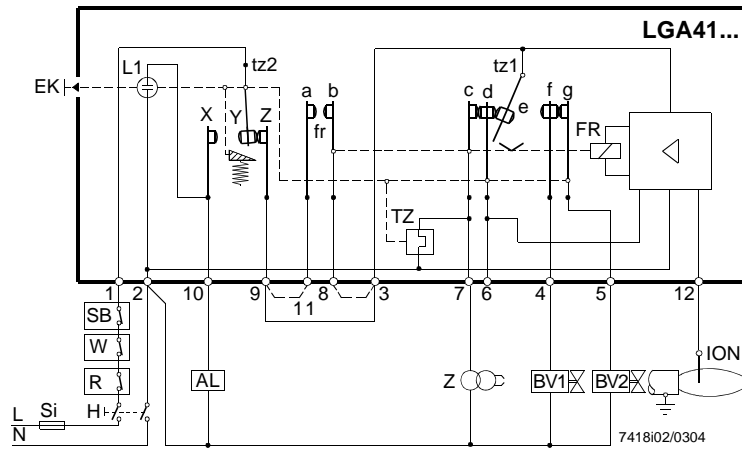 LGA41...
EK
L1
tz2
tz1
X
Y
Z
a
b
fr
c
d
e
f
g
FR
TZ
1
2
10
9
11
8
3
7
6
4
5
12
SB
W
R
AL
Z
BV1
BV2
ION
L
Si
H
N
7418i02/0304